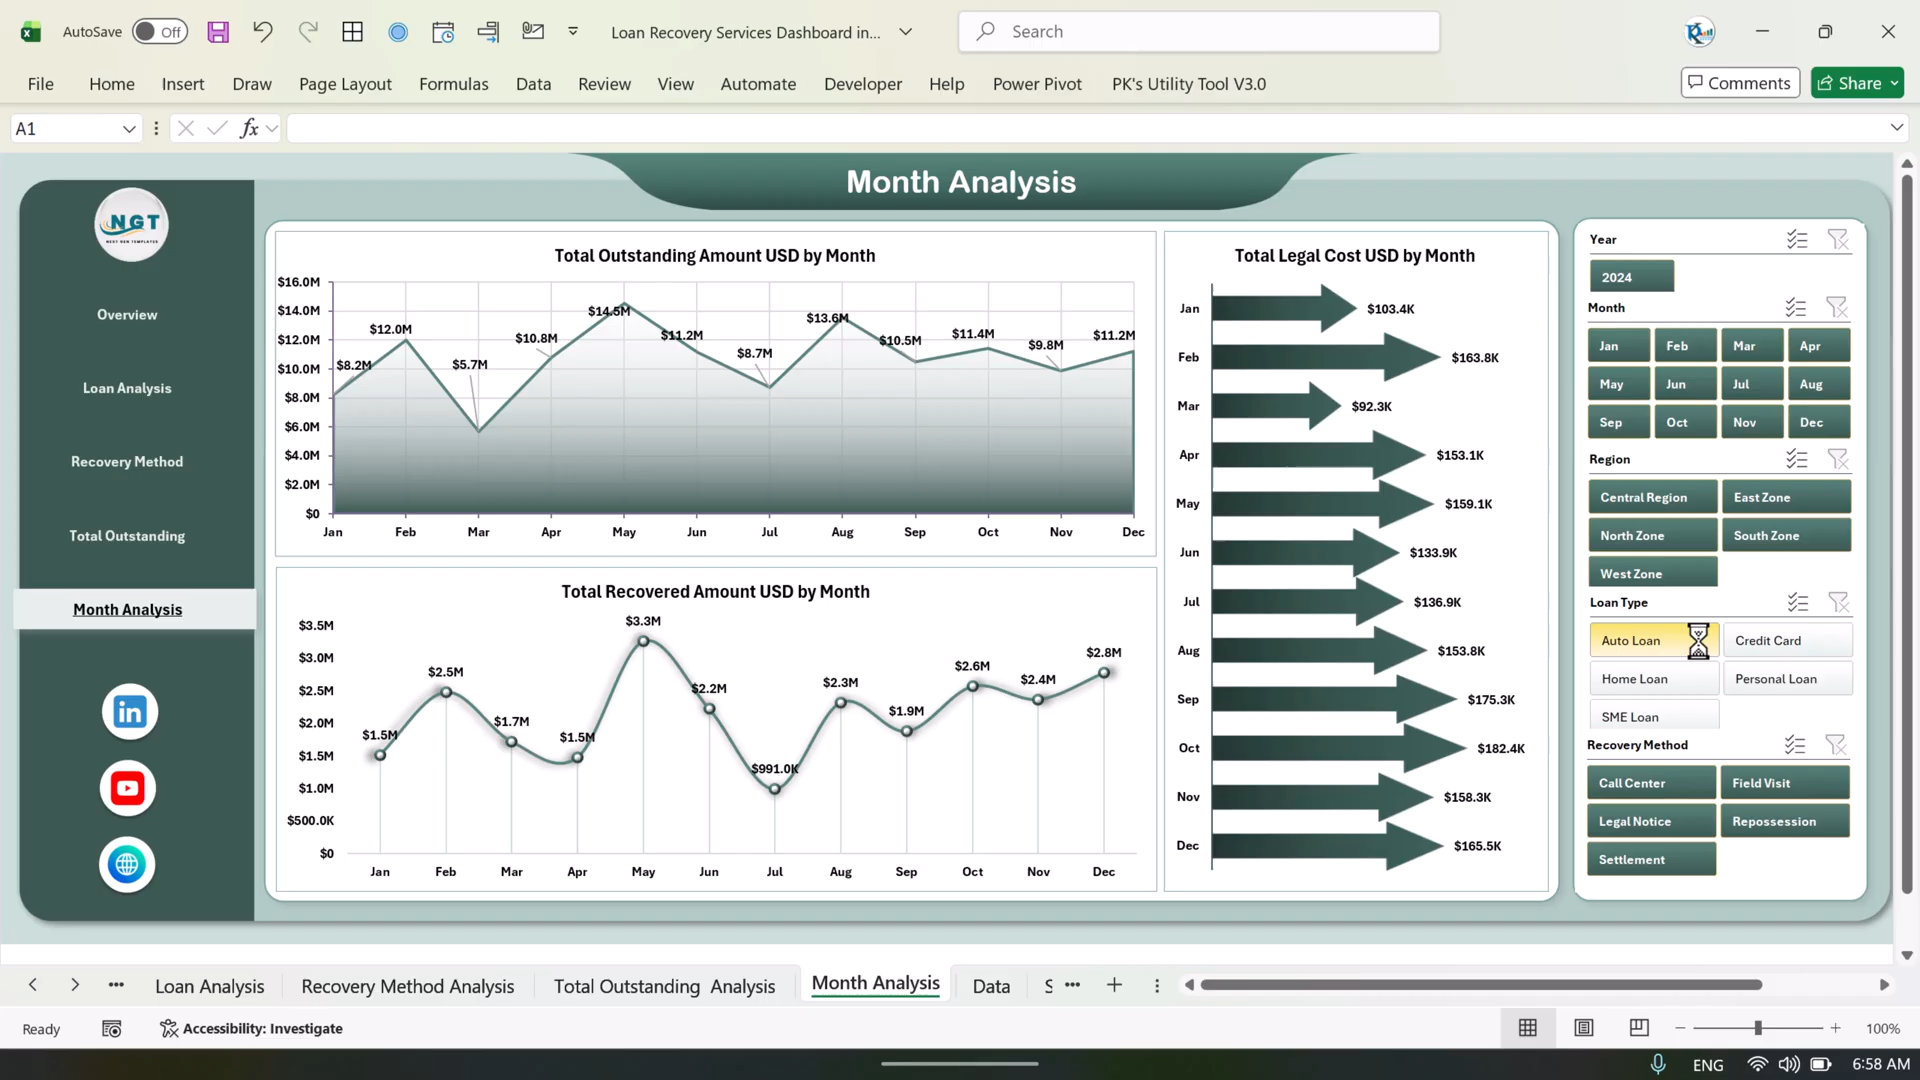 AutoSave Off Loan Recovery Services Dashboard in... Search
File Home Insert Draw Page Layout Formulas Data Review View Automate Developer Help Power Pivot PK's Utility Tool V3.0 Comments Share
A1 fx
Month Analysis
NGT
NEXT GEN TEMPLATES
Overview
Loan Analysis
Recovery Method
Total Outstanding
Month Analysis
Total Outstanding Amount USD by Month
$16.0M
$14.0M
$12.0M
$10.0M
$8.0M
$6.0M
$4.0M
$2.0M
$0
$8.2M $12.0M $5.7M $10.8M $14.5M $11.2M $8.7M $13.6M $10.5M $11.4M $9.8M $11.2M
Jan Feb Mar Apr May Jun Jul Aug Sep Oct Nov Dec
Total Recovered Amount USD by Month
$3.5M
$3.0M
$2.5M
$2.0M
$1.5M
$1.0M
$500.0K
$0
$1.5M $2.5M $1.7M $1.5M $3.3M $2.2M $991.0K $2.3M $1.9M $2.6M $2.4M $2.8M
Jan Feb Mar Apr May Jun Jul Aug Sep Oct Nov Dec
Total Legal Cost USD by Month
Jan $103.4K
Feb $163.8K
Mar $92.3K
Apr $153.1K
May $159.1K
Jun $133.9K
Jul $136.9K
Aug $153.8K
Sep $175.3K
Oct $182.4K
Nov $158.3K
Dec $165.5K
Year
2024
Month
Jan Feb Mar Apr
May Jun Jul Aug
Sep Oct Nov Dec
Region
Central Region East Zone
North Zone South Zone
West Zone
Loan Type
Auto Loan Credit Card
Home Loan Personal Loan
SME Loan
Recovery Method
Call Center Field Visit
Legal Notice Repossession
Settlement
Loan Analysis Recovery Method Analysis Total Outstanding Analysis Month Analysis Data S
Ready Accessibility: Investigate 100%
ENG 6:58 AM